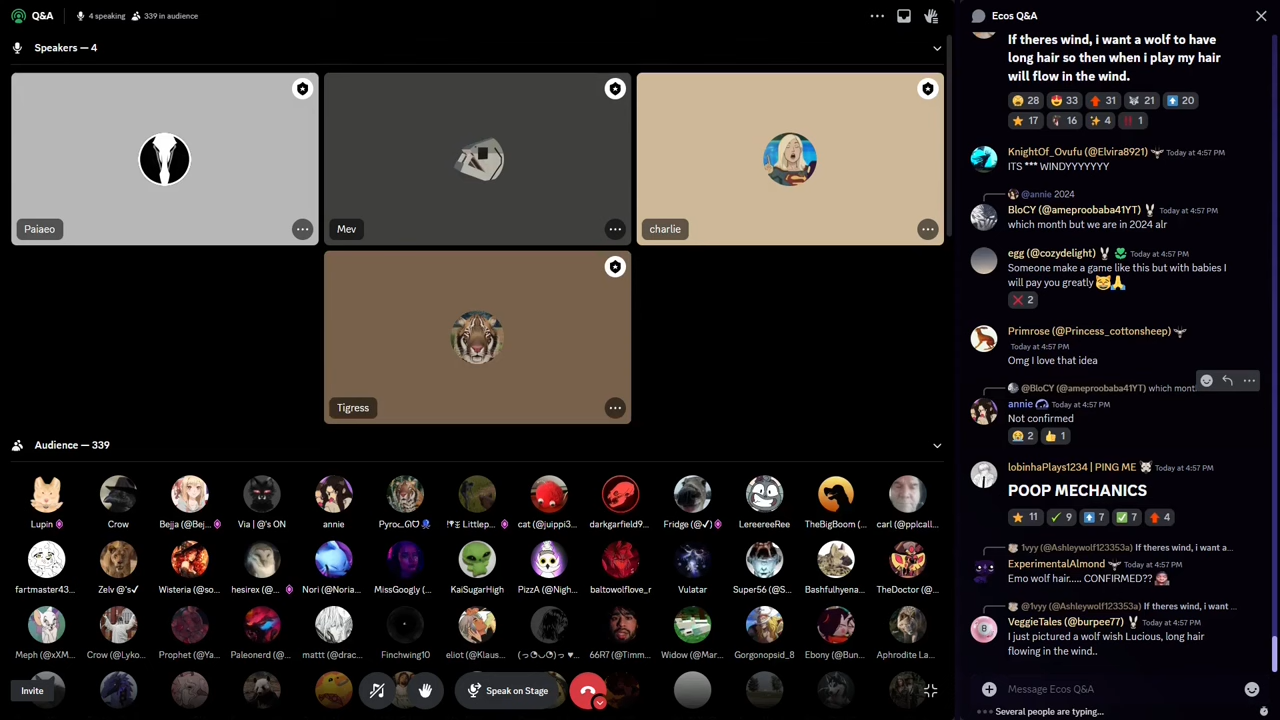 Q&A
4 speaking
339 in audience
Speakers — 4
Paiaeo
Mev
charlie
Tigress
Audience — 339
Lupin
Crow
Bejja (@Bej...
Via | @'s ON
annie
Pyro
cat (@juippi3...
darkgarfield9...
Fridge (@✓)
LereereeRee
TheBigBoom (...
carl (@pplcall...
fartmaster43...
Zelv @'s✓
Wisteria (@so...
hesirex (@...
Nori (@Noria...
MissGoogly (...
KaiSugarHigh
PizzA (@Nigh...
baltowolflove_r
Vulatar
Super56 (@S...
Bashfulhyena...
TheDoctor (@...
Meph (@xXM...
Crow (@Lyko...
Prophet (@Ya...
Paleonerd (@...
mattt (@drac...
Finchwing10
eliot (@Klaus...
66R7 (@Timm...
Widow (@Mar...
Gorgonopsid_8
Ebony (@Bun...
Aphrodite La...
Invite
Speak on Stage
Ecos Q&A
If theres wind, i want a wolf to have
long hair so then when i play my hair
will flow in the wind.
28 33 31 21 20
17 16 4 1
KnightOf_Ovufu (@Elvira8921) Today at 4:57 PM
ITS *** WINDYYYYYYY
@annie 2024
BloCY (@ameproobaba41YT) Today at 4:57 PM
which month but we are in 2024 alr
egg (@cozydelight) Today at 4:57 PM
Someone make a game like this but with babies I
will pay you greatly
2
Primrose (@Princess_cottonsheep)
Today at 4:57 PM
Omg I love that idea
@BloCY (@ameproobaba41YT) which mont
annie Today at 4:57 PM
Not confirmed
2 1
lobinhaPlays1234 | PING ME Today at 4:57 PM
POOP MECHANICS
11 9 7 7 4
1vyy (@Ashleywolf123353a) If theres wind, i want a...
ExperimentalAlmond Today at 4:57 PM
Emo wolf hair..... CONFIRMED??
@1vyy (@Ashleywolf123353a) If theres wind, i want ...
VeggieTales (@burpee77) Today at 4:57 PM
I just pictured a wolf wish Lucious, long hair
flowing in the wind..
Message Ecos Q&A
Several people are typing...